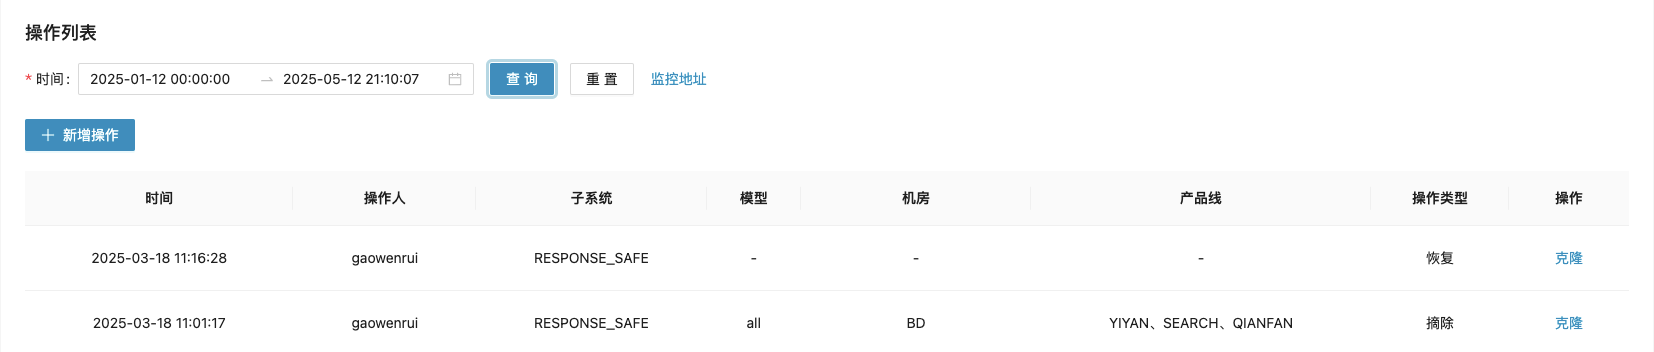 操作列表
* 时间： 2025-01-12 00:00:00 → 2025-05-12 21:10:07 查 询 重 置 监控地址
+ 新增操作
时间 操作人 子系统 模型 机房 产品线 操作类型 操作
2025-03-18 11:16:28 gaowenrui RESPONSE_SAFE - - - 恢复 克隆
2025-03-18 11:01:17 gaowenrui RESPONSE_SAFE all BD YIYAN、SEARCH、QIANFAN 摘除 克隆